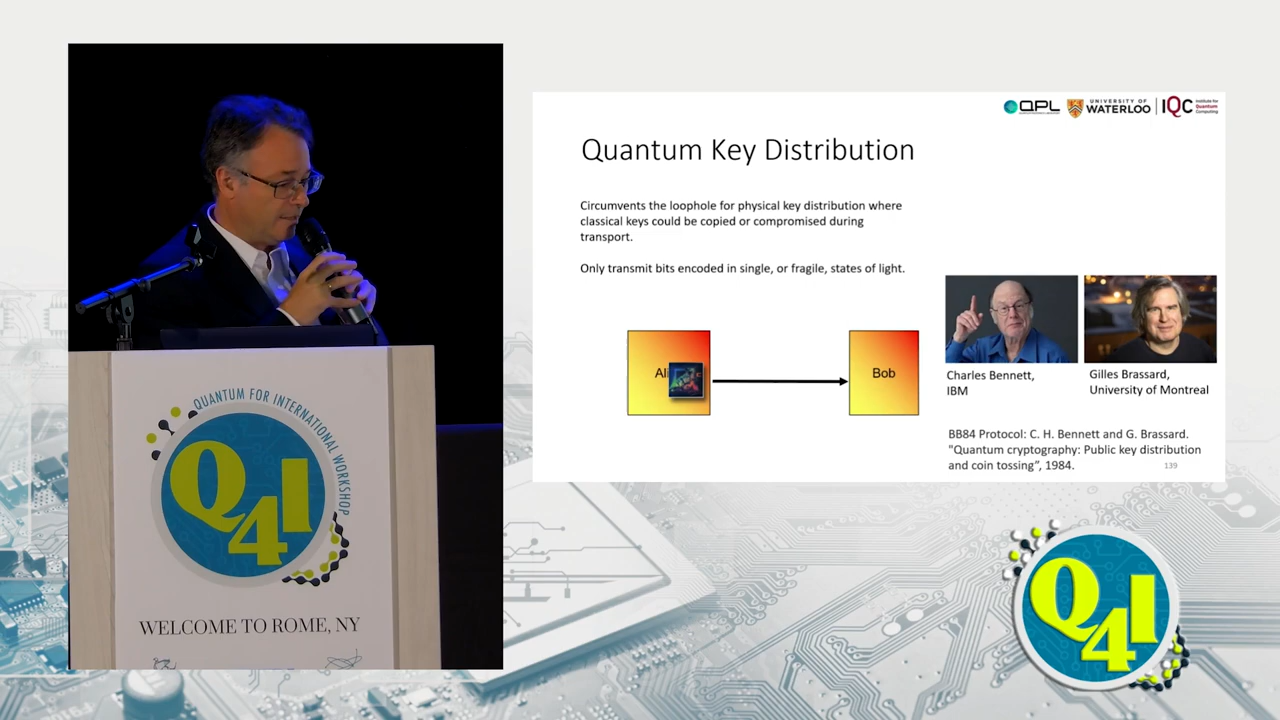 QPL
UNIVERSITY OF
WATERLOO
IQC
Institute for
Quantum
Computing
Quantum Key Distribution
Circumvents the loophole for physical key distribution where
classical keys could be copied or compromised during
transport.
Only transmit bits encoded in single, or fragile, states of light.
Ali
Bob
Charles Bennett,
IBM
Gilles Brassard,
University of Montreal
BB84 Protocol: C. H. Bennett and G. Brassard.
"Quantum cryptography: Public key distribution
and coin tossing”, 1984.
139
QUANTUM FOR INTERNATIONAL WORKSHOP
Q4I
WELCOME TO ROME, NY
Q4I